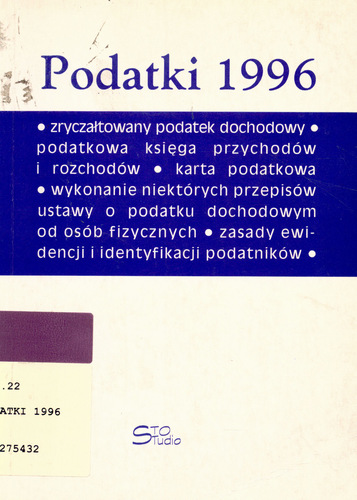 Podatki 1996
• zryczałtowany podatek dochodowy •
podatkowa księga przychodów
i rozchodów • karta podatkowa
• wykonanie niektórych przepisów
ustawy o podatku dochodowym
od osób fizycznych • zasady ewi-
dencji i identyfikacji podatników •
.22
ATKI 1996
275432
STO
STudio